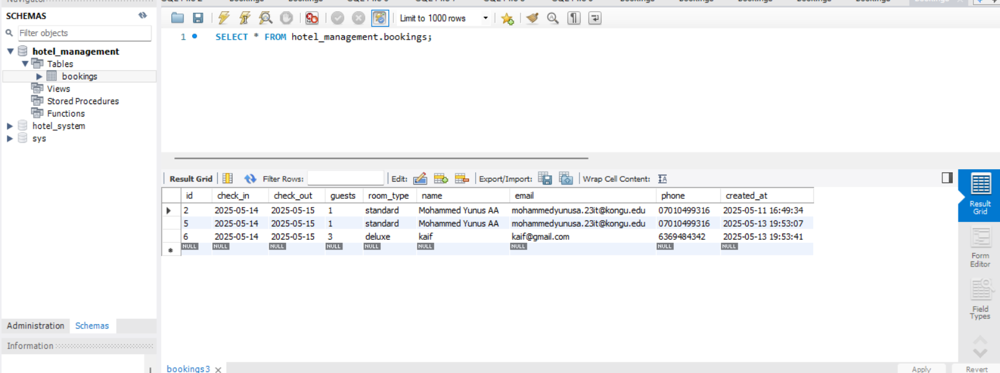 SCHEMAS
Filter objects
hotel_management
Tables
bookings
Views
Stored Procedures
Functions
hotel_system
sys
Administration Schemas
Information
Limit to 1000 rows
1 SELECT * FROM hotel_management.bookings;
Result Grid Filter Rows: Edit: Export/Import: Wrap Cell Content:
id check_in check_out guests room_type name email phone created_at
2 2025-05-14 2025-05-15 1 standard Mohammed Yunus AA mohammedyunusa.23it@kongu.edu 07010499316 2025-05-11 16:49:34
5 2025-05-14 2025-05-15 1 standard Mohammed Yunus AA mohammedyunusa.23it@kongu.edu 07010499316 2025-05-13 19:53:07
6 2025-05-14 2025-05-15 3 deluxe kaif kaif@gmail.com 6369484342 2025-05-13 19:53:41
NULL NULL NULL NULL NULL NULL NULL NULL NULL
Result
Grid
Form
Editor
Field
Types
bookings3
Apply Revert